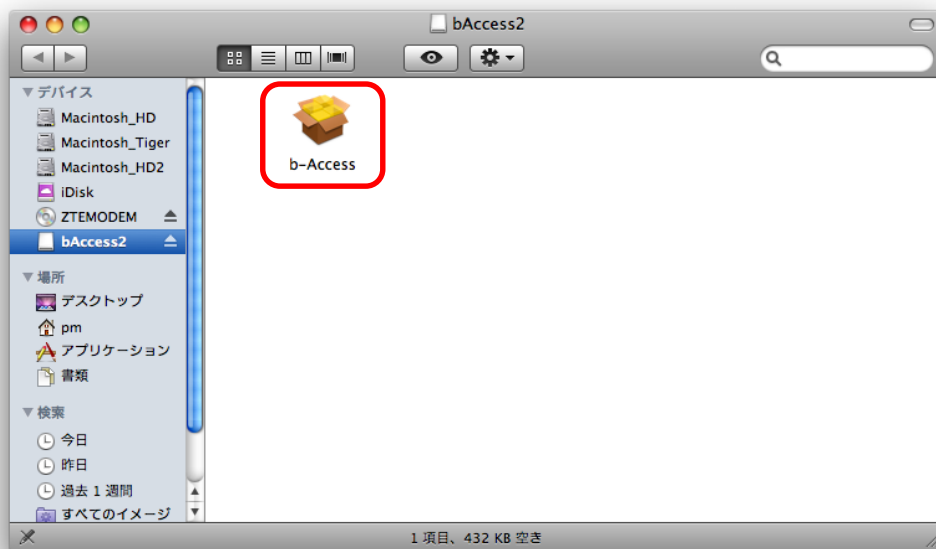 bAccess2
デバイス
Macintosh_HD
Macintosh_Tiger
Macintosh_HD2
iDisk
ZTEMODEM
bAccess2
場所
デスクトップ
pm
アプリケーション
書類
検索
今日
昨日
過去 1 週間
すべてのイメージ
b-Access
1 項目、432 KB 空き